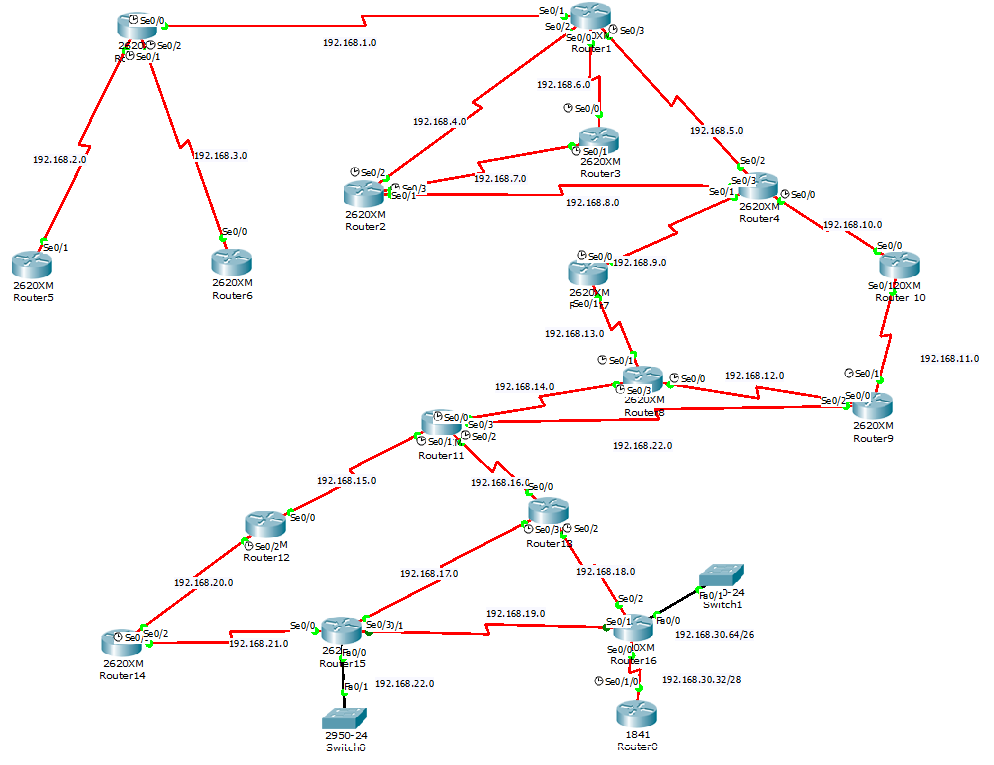 Se0/0
Se0/2
Se0/1
192.168.1.0
Se0/1
Se0/2
Se0/3
Router1
192.168.6.0
Se0/0
192.168.4.0
192.168.5.0
192.168.2.0
192.168.3.0
Se0/1
2620XM
Router3
192.168.7.0
Se0/2
Se0/3
Se0/1
2620XM
Router2
192.168.8.0
Se0/2
Se0/3
Se0/1
Se0/0
2620XM
Router4
192.168.10.0
Se0/1
2620XM
Router5
Se0/0
2620XM
Router6
Se0/0
192.168.9.0
2620XM
Se0/1
Se0/0
Se0/1
Router 10
192.168.13.0
192.168.11.0
Se0/1
Se0/0
Se0/3
2620XM
Router8
192.168.12.0
Se0/1
Se0/0
Se0/2
2620XM
Router9
192.168.14.0
192.168.22.0
Se0/0
Se0/3
Se0/1
Se0/2
Router11
192.168.15.0
192.168.16.0
Se0/0
Se0/3
Se0/2
Se0/0
Se0/2
Router12
192.168.17.0
192.168.18.0
192.168.20.0
Se0/2
2620XM
Router14
192.168.21.0
Se0/0
Se0/3/1
Router15
Fa0/0
192.168.19.0
Se0/2
Se0/1
Fa0/0
Fa0/1
Switch1
192.168.30.64/26
Router16
Se0/0
Fa0/1
192.168.22.0
2950-24
Switch0
Se0/1/0
192.168.30.32/28
1841
Router0